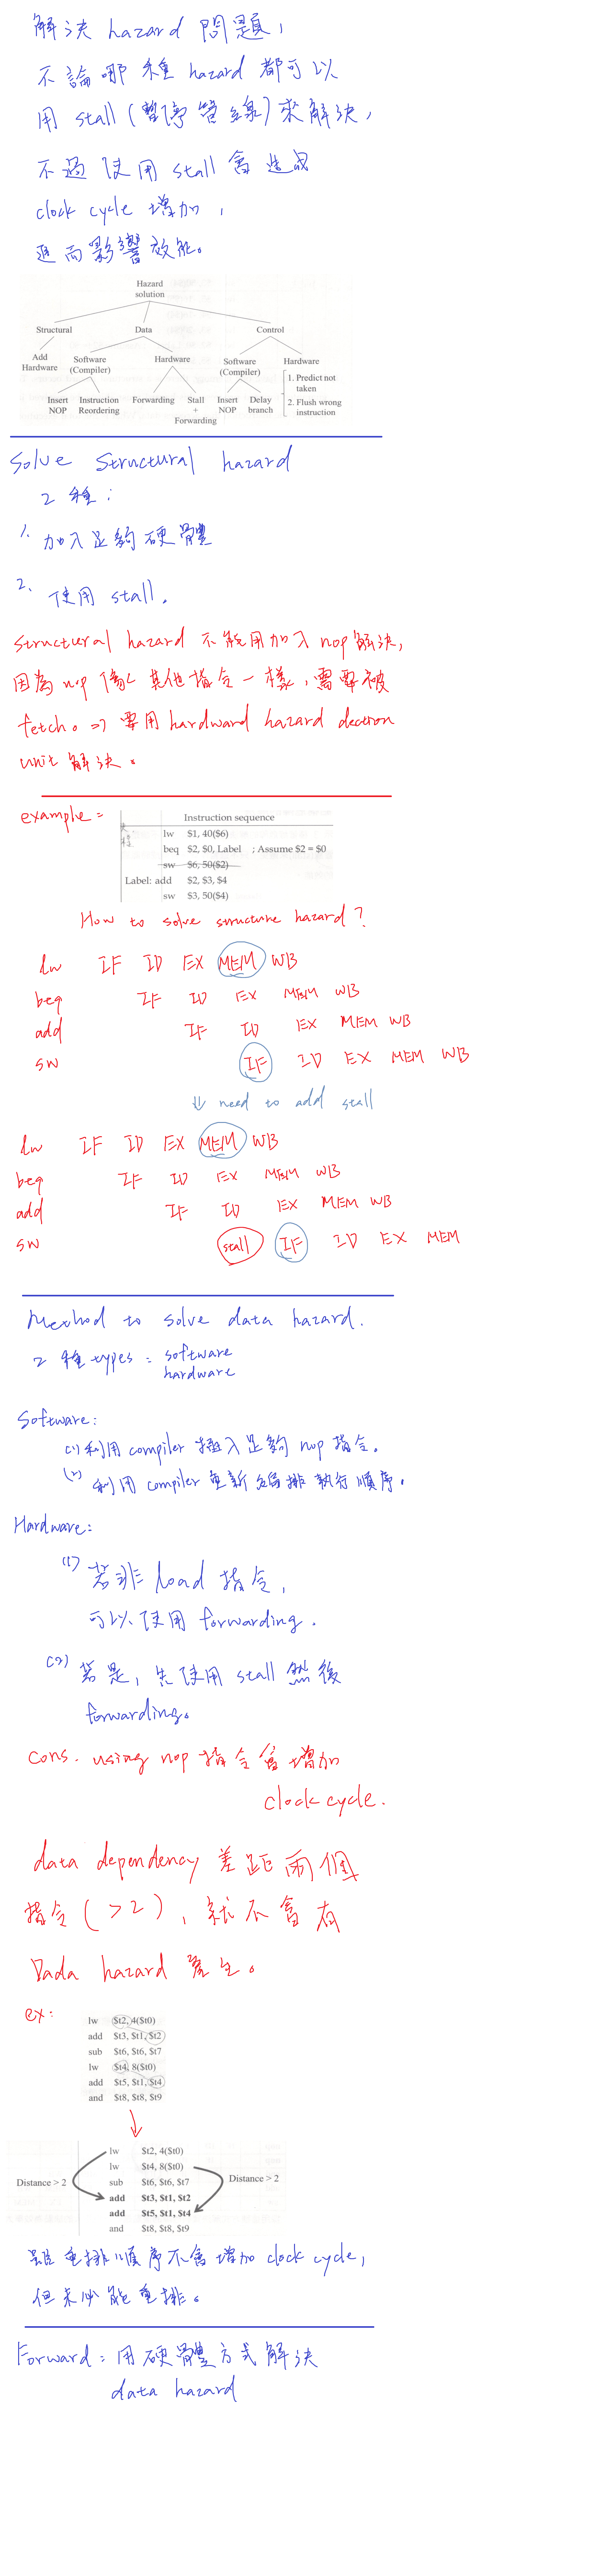 解決 hazard 問題，
不論哪種 hazard 都可以
用 stall (暫停管線) 來解決，
不過使用 stall 會造成
clock cycle 增加，
進而影響效能。
Hazard
solution
Structural Data Control
Add
Hardware
Software
(Compiler)
Hardware
Software
(Compiler)
Hardware
Insert
NOP
Instruction
Reordering
Forwarding
Stall
+
Forwarding
Insert
NOP
Delay
branch
1. Predict not
taken
2. Flush wrong
instruction
Solve Structural hazard
2 種：
1. 加入足夠硬體
2. 使用 stall.
Structural hazard 不能用加入 nop 解決，
因為 nop 像其他指令一樣，需要被
fetch。=> 要用 hardward hazard dection
unit 解決。
example =
Instruction sequence
lw $1, 40($6)
beq $2, $0, Label ; Assume $2 = $0
sw $6, 50($2)
Label: add $2, $3, $4
sw $3, 50($4)
How to solve structure hazard?
lw IF ID EX MEM WB
beq IF ID EX MEM WB
add IF ID EX MEM WB
sw IF ID EX MEM WB
⇓ need to add stall
lw IF ID EX MEM WB
beq IF ID EX MEM WB
add IF ID EX MEM WB
sw stall IF ID EX MEM
Method to solve data hazard.
2 種 types = software
hardware
Software:
(1) 利用 compiler 插入足夠 nop 指令。
(2) 利用 compiler 重新編排執行順序。
Hardware:
(1) 若非 load 指令，
可以使用 forwarding.
(2) 若是，先使用 stall 然後
forwarding。
Cons. using nop 指令會增加
clock cycle.
data dependency 差距兩個
指令 (>2)，就不會有
Dada hazard 產生。
ex:
lw $t2, 4($t0)
add $t3, $t1, $t2
sub $t6, $t6, $t7
lw $t4, 8($t0)
add $t5, $t1, $t4
and $t8, $t8, $t9
lw $t2, 4($t0)
lw $t4, 8($t0)
Distance > 2 sub $t6, $t6, $t7 Distance > 2
add $t3, $t1, $t2
add $t5, $t1, $t4
and $t8, $t8, $t9
雖重排順序不會增加 clock cycle，
但未必能重排。
Forward = 用硬體方式解決
data hazard